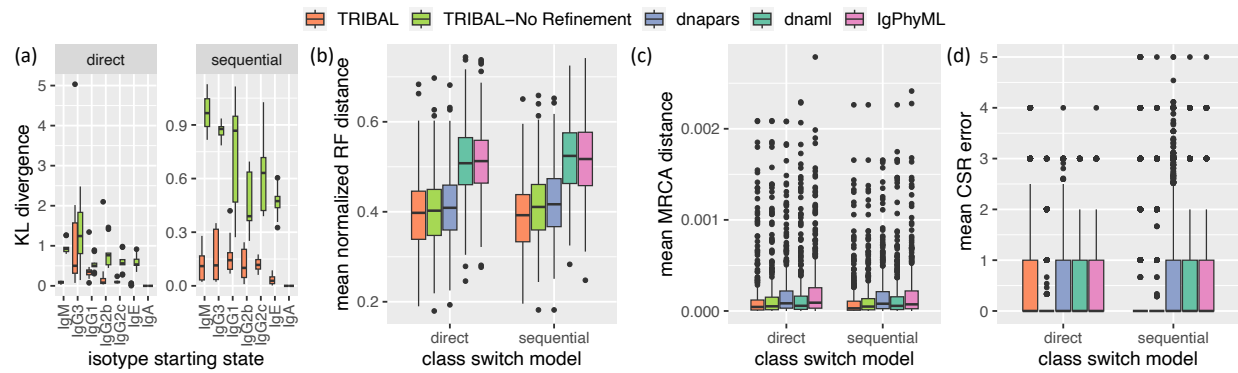 TRIBAL TRIBAL−No Refinement dnapars dnaml IgPhyML
(a) direct sequential
KL divergence
5
4
3
2
1
0
0.9
0.6
0.3
0.0
IgM IgG3 IgG1 IgG2b IgG2c IgE IgA
IgM IgG3 IgG1 IgG2b IgG2c IgE IgA
isotype starting state
(b)
mean normalized RF distance
0.6
0.4
0.2
direct sequential
class switch model
(c)
mean MRCA distance
0.002
0.001
0.000
direct sequential
class switch model
(d)
mean CSR error
5
4
3
2
1
0
direct sequential
class switch model